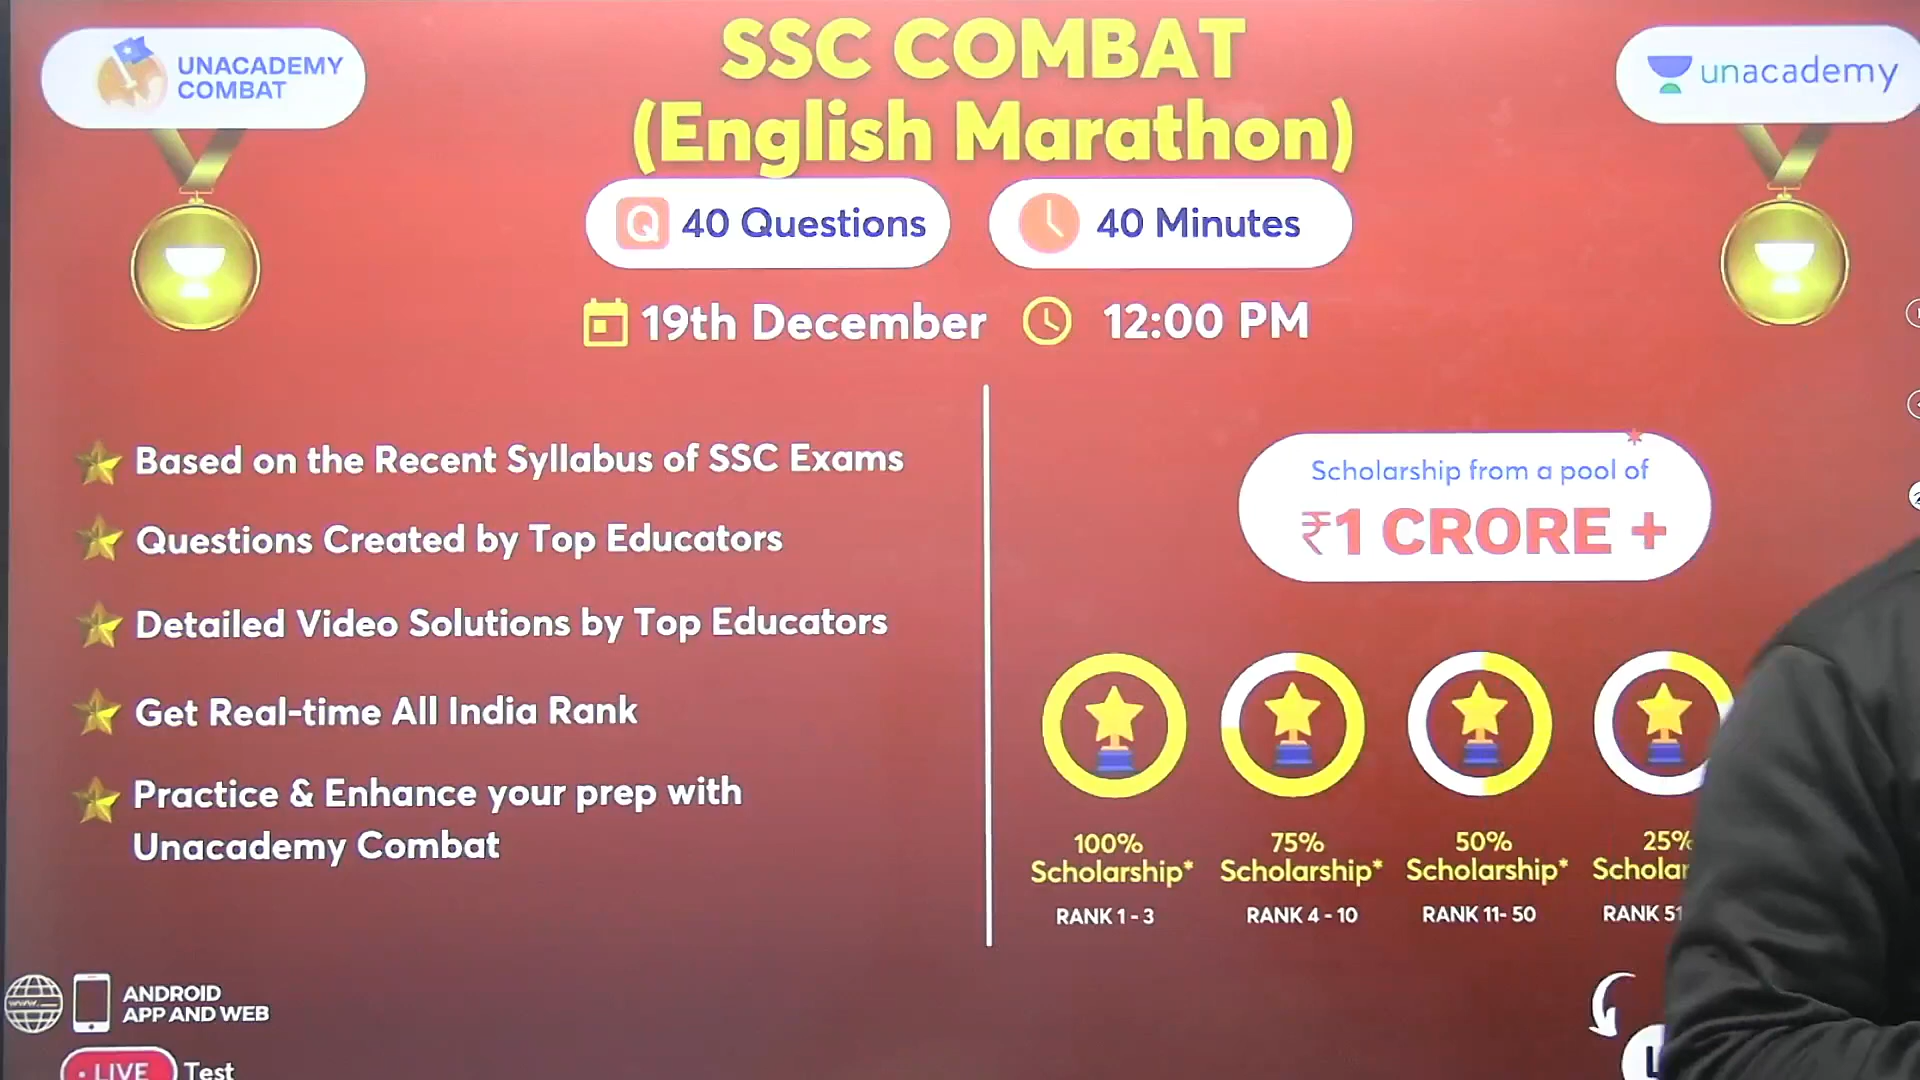 UNACADEMY
COMBAT
SSC COMBAT
(English Marathon)
unacademy
Q 40 Questions
40 Minutes
19th December
12:00 PM
Based on the Recent Syllabus of SSC Exams
Questions Created by Top Educators
Detailed Video Solutions by Top Educators
Get Real-time All India Rank
Practice & Enhance your prep with
Unacademy Combat
Scholarship from a pool of
₹1 CRORE +
*
100%
Scholarship*
RANK 1 - 3
75%
Scholarship*
RANK 4 - 10
50%
Scholarship*
RANK 11- 50
25%
RANK 51
www
ANDROID
APP AND WEB
• LIVE Test